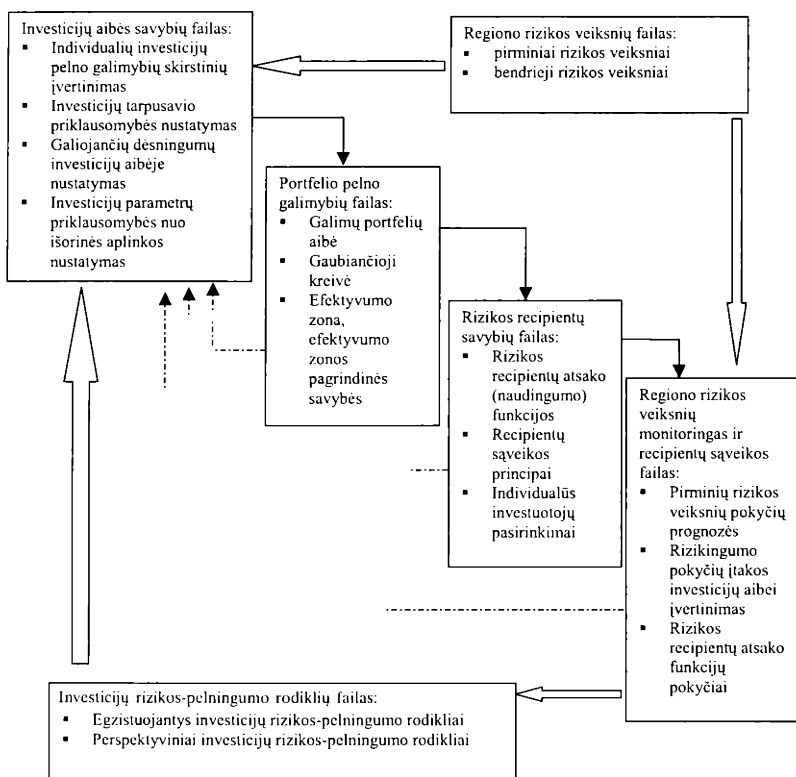 Investicijų aibės savybių failas:
▪ Individualių investicijų
pelno galimybių skirstinių
įvertinimas
▪ Investicijų tarpusavio
priklausomybės nustatymas
▪ Galiojančių dėsningumų
investicijų aibėje
nustatymas
▪ Investicijų parametrų
priklausomybės nuo
išorinės aplinkos
nustatymas
Regiono rizikos veiksnių failas:
▪ pirminiai rizikos veiksniai
▪ bendrieji rizikos veiksniai
Portfelio pelno
galimybių failas:
▪ Galimų portfelių
aibė
▪ Gaubiančioji
kreivė
▪ Efektyvumo
zona,
efektyvumo
zonos
pagrindinės
savybės
Rizikos recipientų
savybių failas:
▪ Rizikos
recipientų atsako
(naudingumo)
funkcijos
▪ Recipientų
sąveikos
principai
▪ Individualūs
investuotojų
pasirinkimai
Regiono rizikos
veiksnių
monitoringas ir
recipientų sąveikos
failas:
▪ Pirminių rizikos
veiksnių pokyčių
prognozės
▪ Rizikingumo
pokyčių įtakos
investicijų aibei
įvertinimas
▪ Rizikos
recipientų atsako
funkcijų
pokyčiai
Investicijų rizikos-pelningumo rodiklių failas:
▪ Egzistuojantys investicijų rizikos-pelningumo rodikliai
▪ Perspektyviniai investicijų rizikos-pelningumo rodikliai